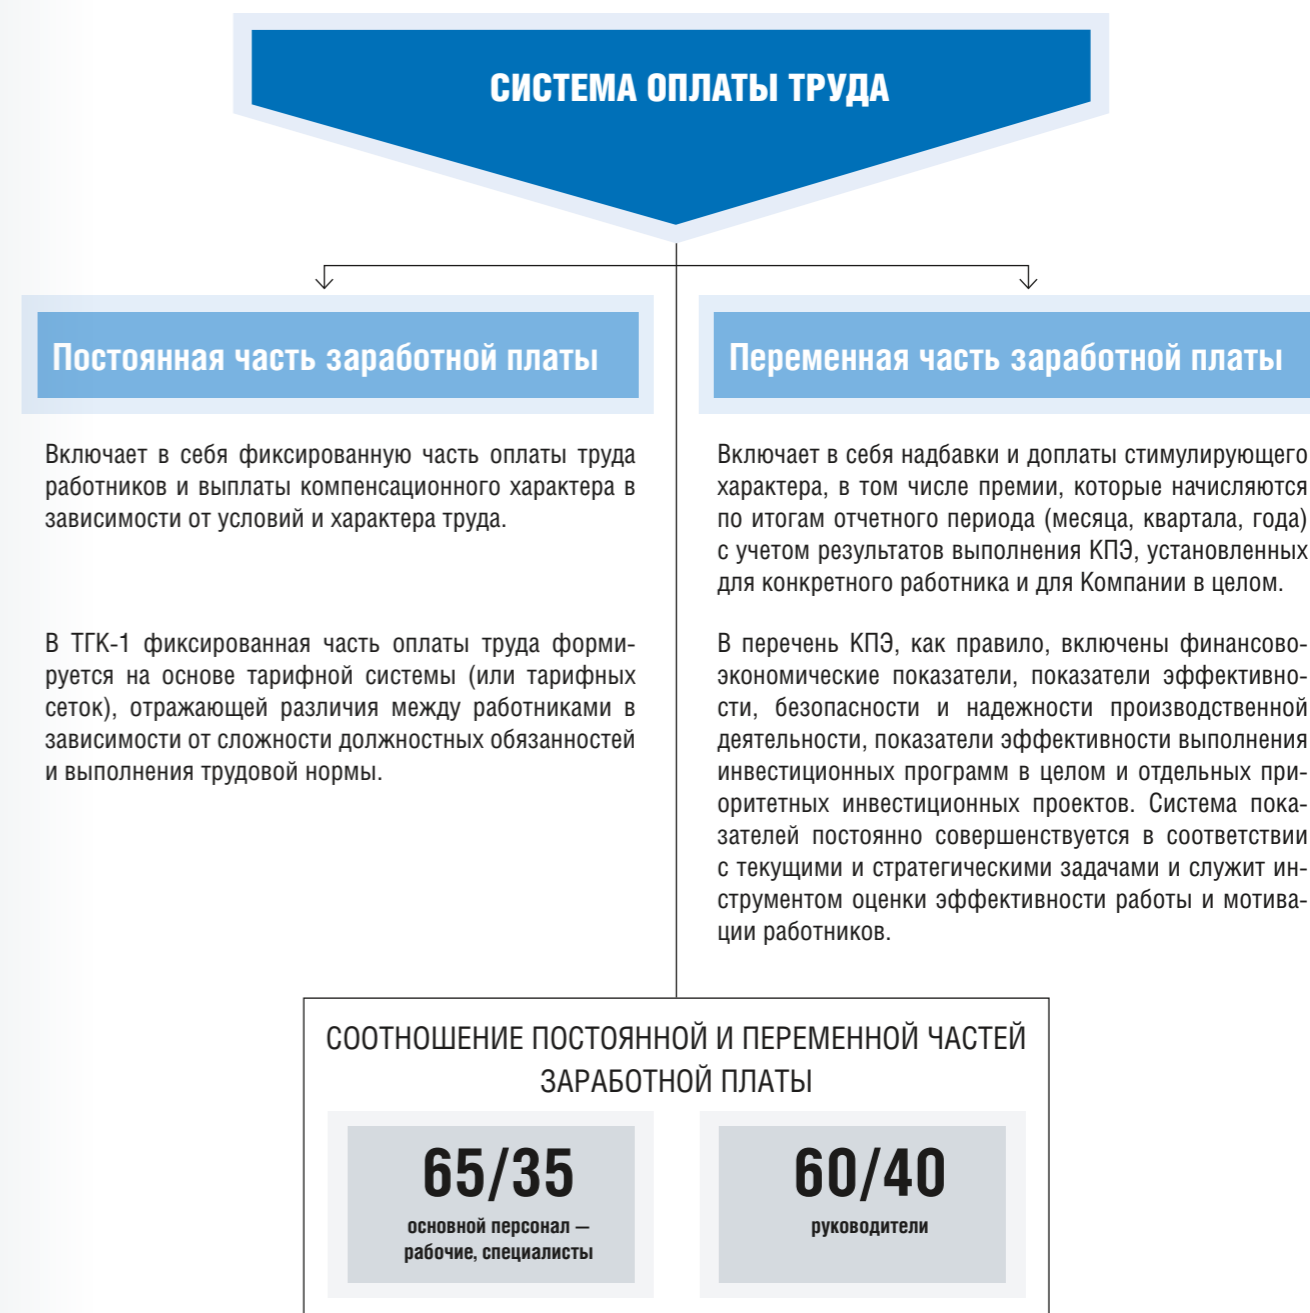 СИСТЕМА ОПЛАТЫ ТРУДА
Постоянная часть заработной платы
Включает в себя фиксированную часть оплаты труда
работников и выплаты компенсационного характера в
зависимости от условий и характера труда.
В ТГК-1 фиксированная часть оплаты труда форми-
руется на основе тарифной системы (или тарифных
сеток), отражающей различия между работниками в
зависимости от сложности должностных обязанностей
и выполнения трудовой нормы.
Переменная часть заработной платы
Включает в себя надбавки и доплаты стимулирующего
характера, в том числе премии, которые начисляются
по итогам отчетного периода (месяца, квартала, года)
с учетом результатов выполнения КПЭ, установленных
для конкретного работника и для Компании в целом.
В перечень КПЭ, как правило, включены финансово-
экономические показатели, показатели эффективно-
сти, безопасности и надежности производственной
деятельности, показатели эффективности выполнения
инвестиционных программ в целом и отдельных при-
оритетных инвестиционных проектов. Система пока-
зателей постоянно совершенствуется в соответствии
с текущими и стратегическими задачами и служит ин-
струментом оценки эффективности работы и мотива-
ции работников.
СООТНОШЕНИЕ ПОСТОЯННОЙ И ПЕРЕМЕННОЙ ЧАСТЕЙ
ЗАРАБОТНОЙ ПЛАТЫ
65/35
основной персонал —
рабочие, специалисты
60/40
руководители